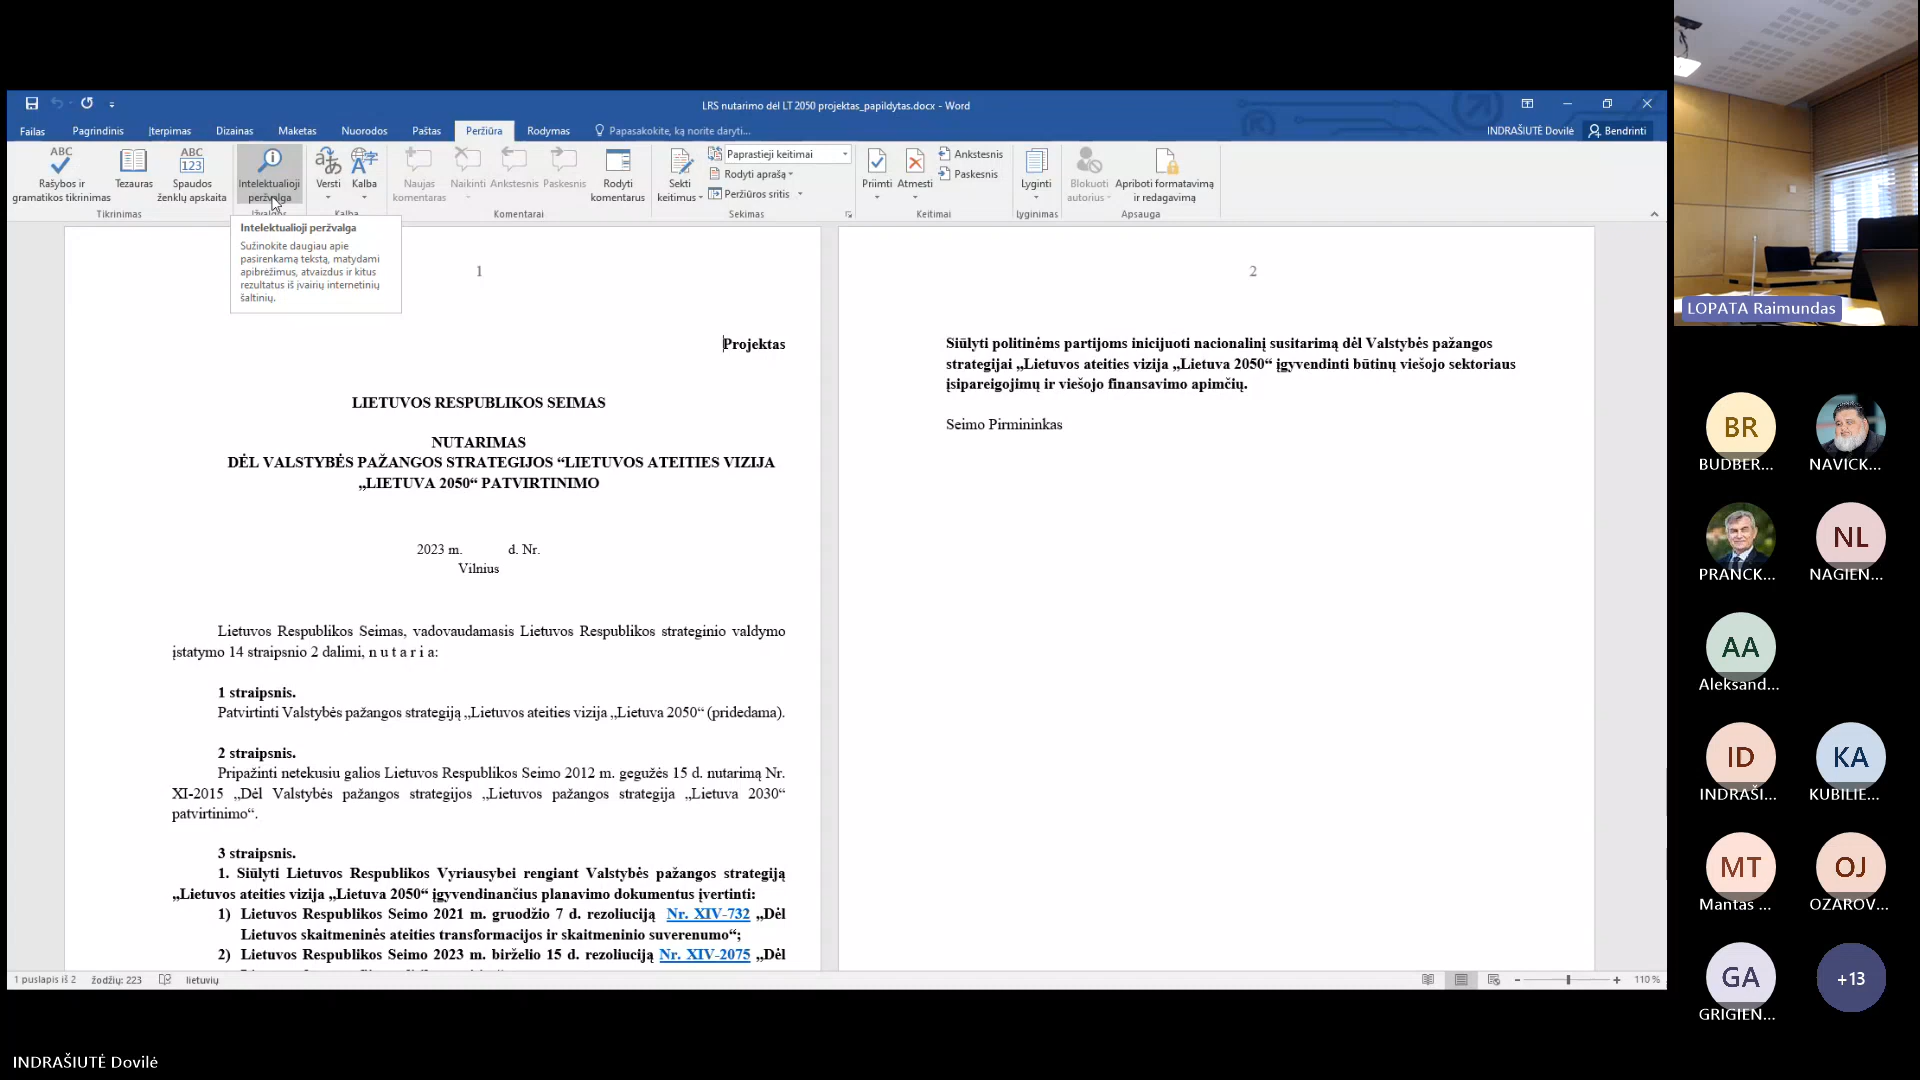 LRS nutarimo dėl LT 2050 projektas_papildytas.docx - Word
Failas Pagrindinis Įterpimas Dizainas Maketas Nuorodos Paštas Peržiūra Rodymas Papasakokite, ką norite daryti... INDRAŠIUTĖ Dovilė Bendrinti
Rašybos ir gramatikos tikrinimas
Tezauras
Spaudos ženklų apskaita
Tikrinimas
Intelektualioji peržvalga
Įžvalgos
Versti
Kalba
Kalba
Naujas komentaras
Naikinti
Ankstesnis
Paskesnis
Rodyti komentarus
Komentarai
Sekti keitimus
Paprastieji keitimai
Rodyti aprašą
Peržiūros sritis
Sekimas
Priimti
Atmesti
Ankstesnis
Paskesnis
Keitimai
Lyginti
Lyginimas
Blokuoti autorius
Apriboti formatavimą ir redagavimą
Apsauga
Intelektualioji peržvalga
Sužinokite daugiau apie
pasirenkamą tekstą, matydami
apibrėžimus, atvaizdus ir kitus
rezultatus iš įvairių internetinių
šaltinių.
1
Projektas
LIETUVOS RESPUBLIKOS SEIMAS
NUTARIMAS
DĖL VALSTYBĖS PAŽANGOS STRATEGIJOS “LIETUVOS ATEITIES VIZIJA
„LIETUVA 2050“ PATVIRTINIMO
2023 m. d. Nr.
Vilnius
Lietuvos Respublikos Seimas, vadovaudamasis Lietuvos Respublikos strateginio valdymo
įstatymo 14 straipsnio 2 dalimi, n u t a r i a:
1 straipsnis.
Patvirtinti Valstybės pažangos strategiją „Lietuvos ateities vizija „Lietuva 2050“ (pridedama).
2 straipsnis.
Pripažinti netekusiu galios Lietuvos Respublikos Seimo 2012 m. gegužės 15 d. nutarimą Nr.
XI-2015 „Dėl Valstybės pažangos strategijos „Lietuvos pažangos strategija „Lietuva 2030“
patvirtinimo“.
3 straipsnis.
1. Siūlyti Lietuvos Respublikos Vyriausybei rengiant Valstybės pažangos strategiją
„Lietuvos ateities vizija „Lietuva 2050“ įgyvendinančius planavimo dokumentus įvertinti:
1) Lietuvos Respublikos Seimo 2021 m. gruodžio 7 d. rezoliuciją Nr. XIV-732 „Dėl
Lietuvos skaitmeninės ateities transformacijos ir skaitmeninio suverenumo“;
2) Lietuvos Respublikos Seimo 2023 m. birželio 15 d. rezoliuciją Nr. XIV-2075 „Dėl
2
Siūlyti politinėms partijoms inicijuoti nacionalinį susitarimą dėl Valstybės pažangos
strategijai „Lietuvos ateities vizija „Lietuva 2050“ įgyvendinti būtinų viešojo sektoriaus
įsipareigojimų ir viešojo finansavimo apimčių.
Seimo Pirmininkas
1 puslapis iš 2 žodžių: 223 lietuvių 110 %
INDRAŠIUTĖ Dovilė
LOPATA Raimundas
BR
BUDBER...
NAVICK...
PRANCK...
NL
NAGIEN...
AA
Aleksand...
ID
INDRAŠI...
KA
KUBILIE...
MT
Mantas ...
OJ
OZAROV...
GA
GRIGIEN...
+13